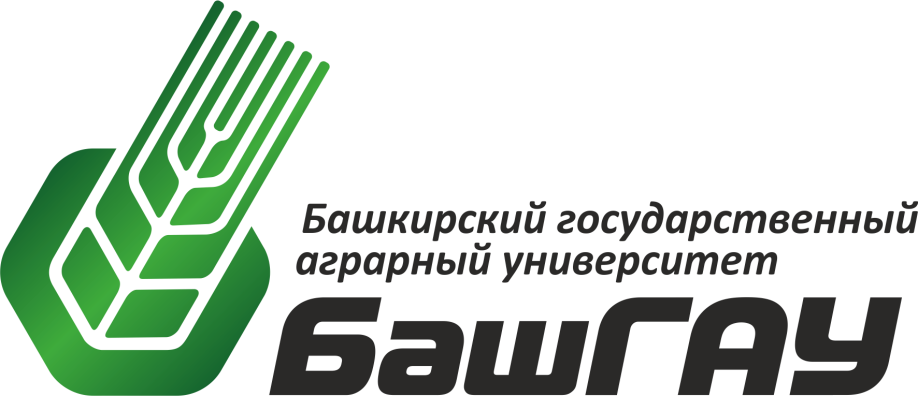 Башкирский государственный
аграрный университет
БашГАУ